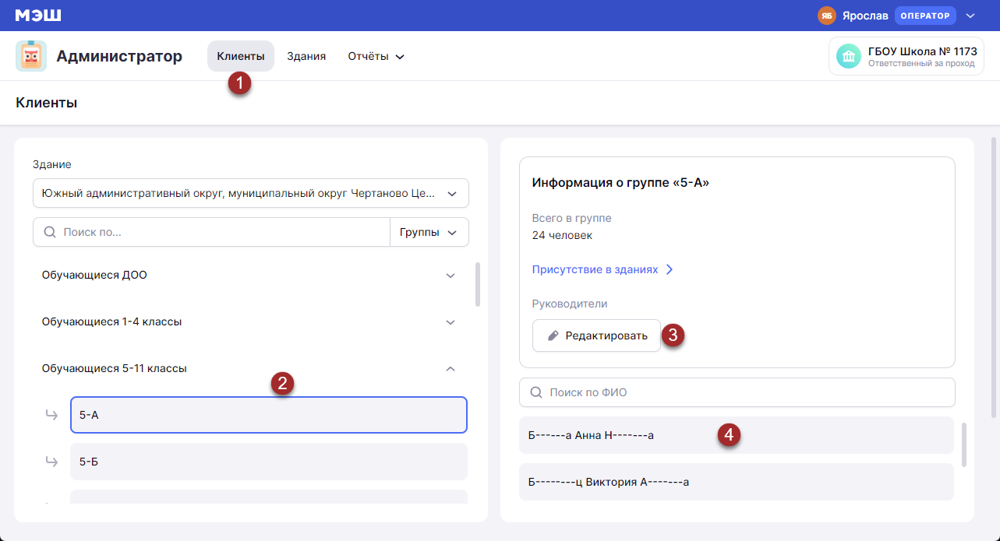 МЭШ
ЯБ Ярослав ОПЕРАТОР
Администратор Клиенты Здания Отчёты
ГБОУ Школа № 1173
Ответственный за проход
1
Клиенты
Здание
Южный административный округ, муниципальный округ Чертаново Це...
Поиск по... Группы
Обучающиеся ДОО
Обучающиеся 1-4 классы
Обучающиеся 5-11 классы
2
5-А
5-Б
Информация о группе «5-А»
Всего в группе
24 человек
Присутствие в зданиях
Руководители
Редактировать 3
Поиск по ФИО
Б------а Анна Н-------а 4
Б--------ц Виктория А-------а